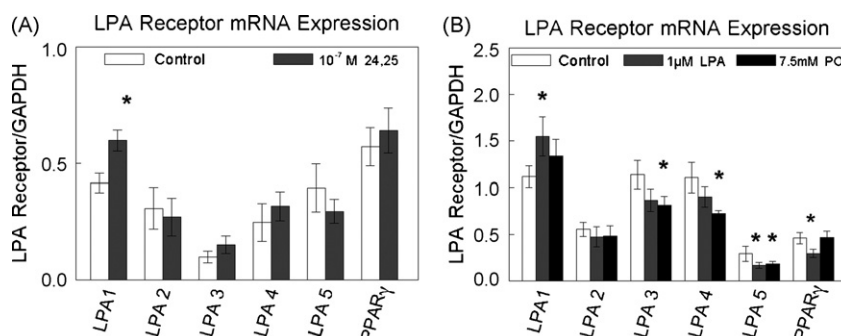 (A) LPA Receptor mRNA Expression
Control 10⁻⁷ M 24,25
LPA Receptor/GAPDH
1.0
0.5
0.0
*
LPA1 LPA 2 LPA 3 LPA 4 LPA 5 PPARγ
(B) LPA Receptor mRNA Expression
Control 1μM LPA 7.5mM PO
LPA Receptor/GAPDH
2.5
2.0
1.5
1.0
0.5
0.0
* * * * * *
LPA1 LPA 2 LPA 3 LPA 4 LPA 5 PPARγ